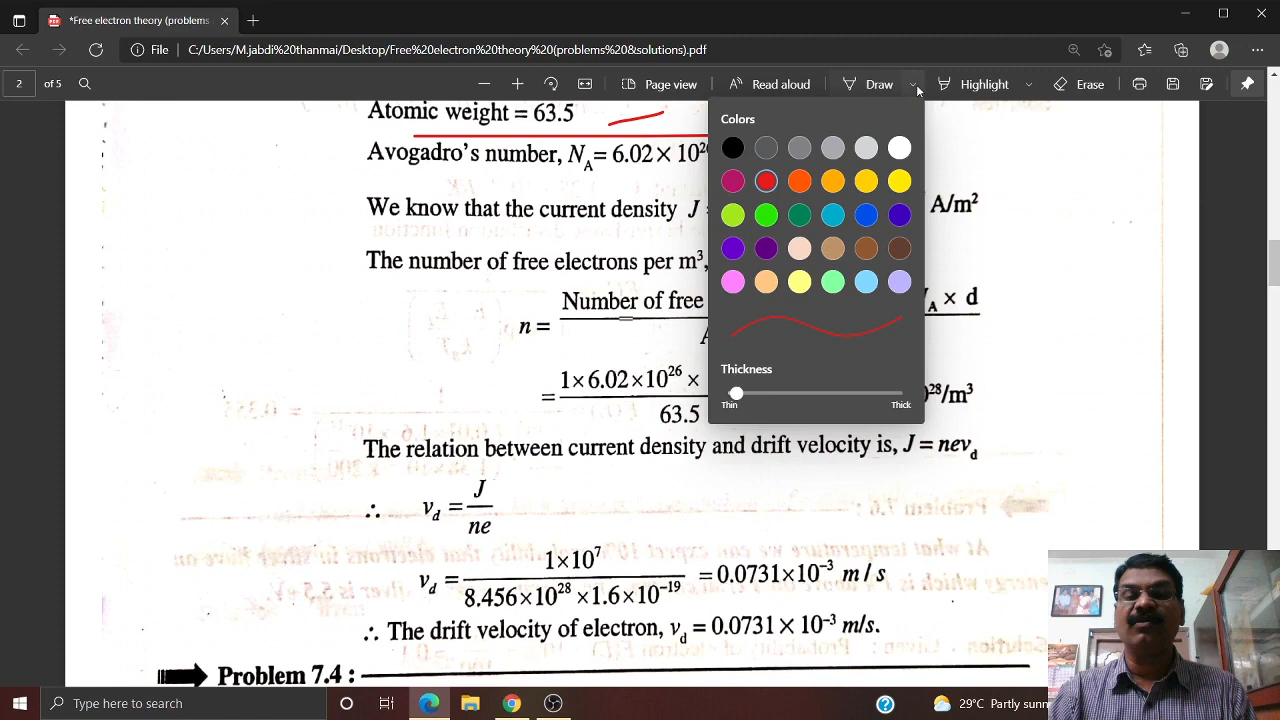 *Free electron theory (problems
File C:/Users/M.jabdi%20thanmai/Desktop/Free%20electron%20theory(problems%20&solutions).pdf
2 of 5 Page view Read aloud Draw Highlight Erase
Atomic weight = 63.5
Colors
Avogadro's number, N_A = 6.02 × 10
We know that the current density J = A/m²
The number of free electrons per m³,
Number of free × d
n =
Thickness
= 1×6.02×10²⁶ × ²⁸/m³
63.5
Thin Thick
The relation between current density and drift velocity is, J = nev_d
∴ v_d = J
ne
v_d = 1×10⁷ = 0.0731×10⁻³ m / s
8.456×10²⁸ ×1.6×10⁻¹⁹
∴ The drift velocity of electron, v_d = 0.0731 × 10⁻³ m/s.
Problem 7.4 :
Type here to search 29°C Partly sunn